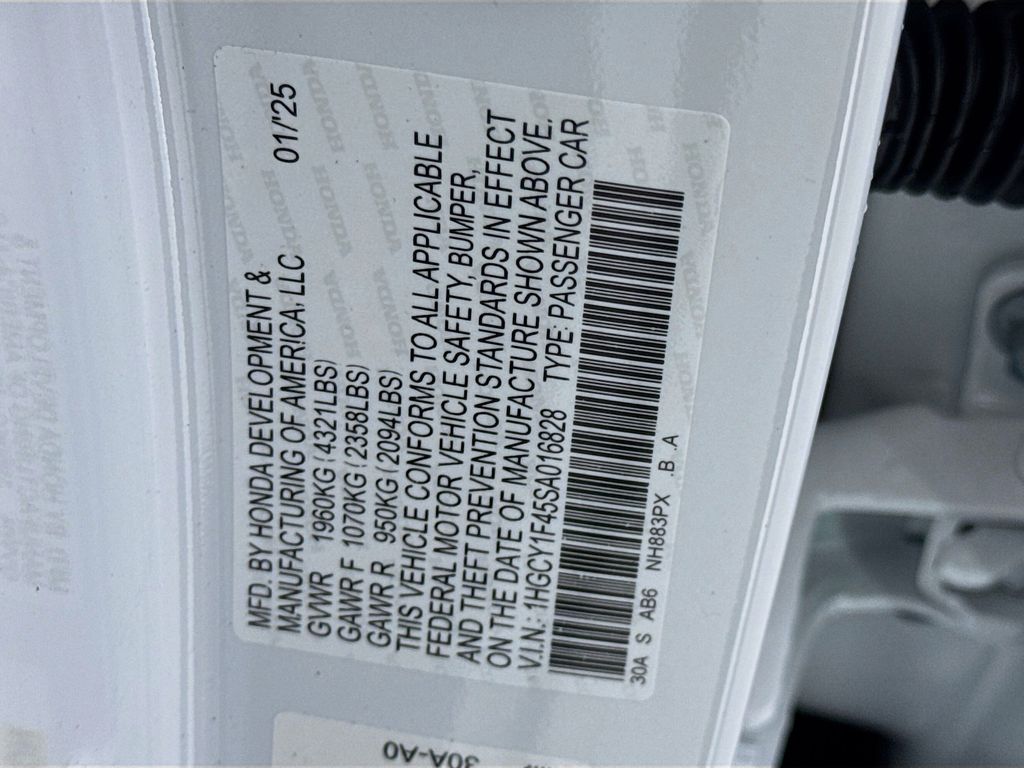 MFD. BY HONDA DEVELOPMENT &
MANUFACTURING OF AMERICA, LLC 01/'25
GVWR 1960KG (4321LBS)
GAWR F 1070KG (2358LBS)
GAWR R 950KG (2094LBS)
THIS VEHICLE CONFORMS TO ALL APPLICABLE
FEDERAL MOTOR VEHICLE SAFETY, BUMPER,
AND THEFT PREVENTION STANDARDS IN EFFECT
ON THE DATE OF MANUFACTURE SHOWN ABOVE.
V.I.N.: 1HGCY1F45SA016828 TYPE: PASSENGER CAR
30A S AB6 NH883PX .B .A
30A-A0